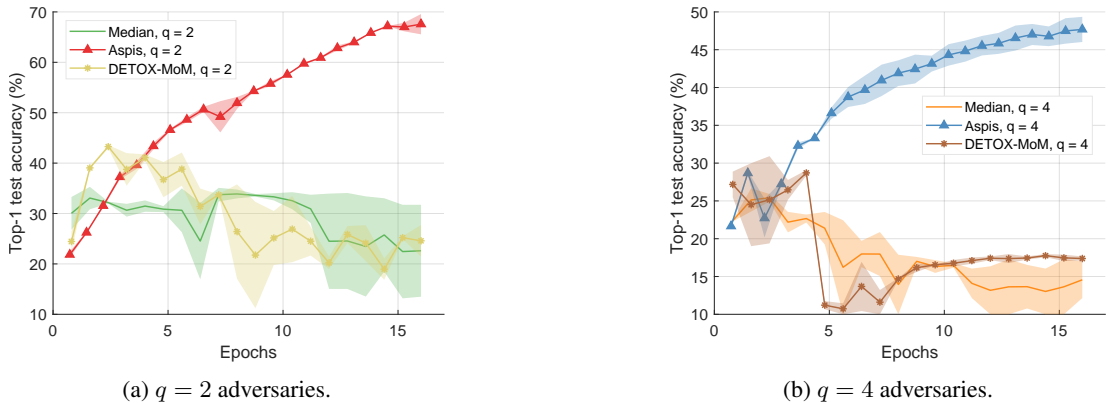 70
60
50
40
30
20
10
0
5
10
15
Top-1 test accuracy (%)
Epochs
Median, q = 2
Aspis, q = 2
DETOX-MoM, q = 2
(a) q = 2 adversaries.
50
45
40
35
30
25
20
15
10
0
5
10
15
Top-1 test accuracy (%)
Epochs
Median, q = 4
Aspis, q = 4
DETOX-MoM, q = 4
(b) q = 4 adversaries.